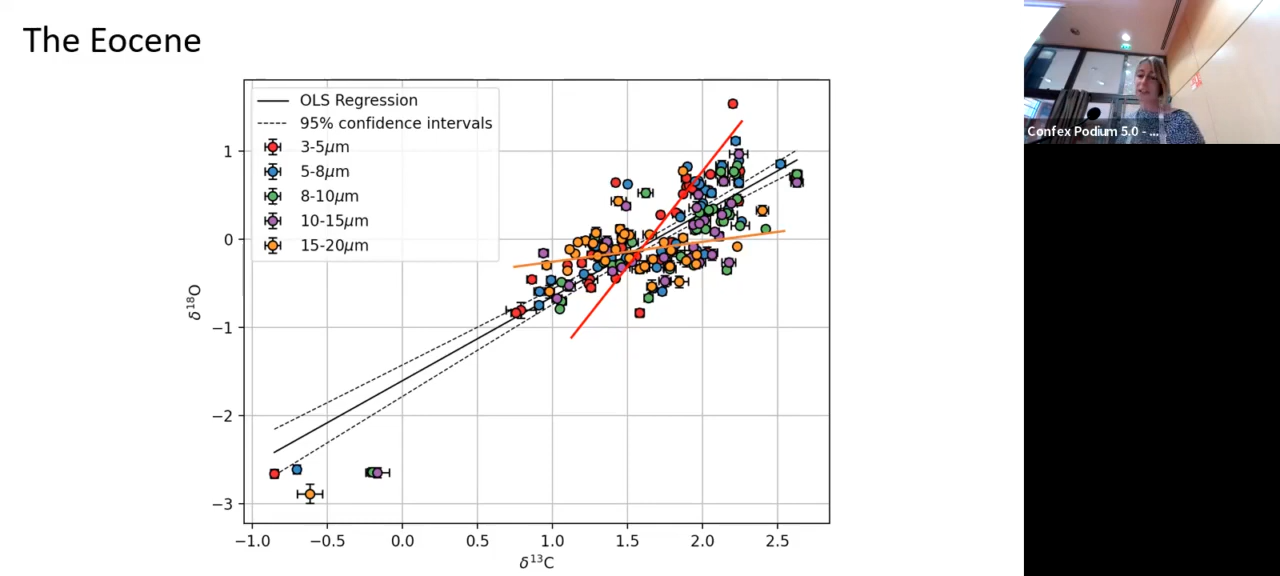 The Eocene
OLS Regression
95% confidence intervals
3-5μm
5-8μm
8-10μm
10-15μm
15-20μm
1
0
−1
−2
−3
δ¹⁸O
−1.0 −0.5 0.0 0.5 1.0 1.5 2.0 2.5
δ¹³C
Confex Podium 5.0 - ...